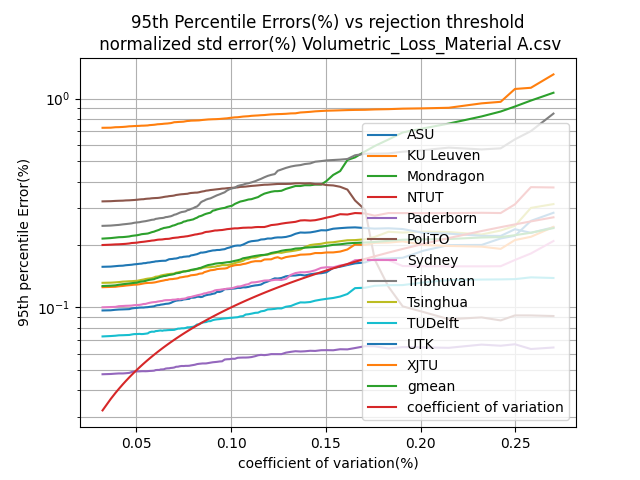 95th Percentile Errors(%) vs rejection threshold
normalized std error(%) Volumetric_Loss_Material A.csv
10⁰
10⁻¹
95th percentile Error(%)
ASU
KU Leuven
Mondragon
NTUT
Paderborn
PoliTO
Sydney
Tribhuvan
Tsinghua
TUDelft
UTK
XJTU
gmean
coefficient of variation
0.05 0.10 0.15 0.20 0.25
coefficient of variation(%)